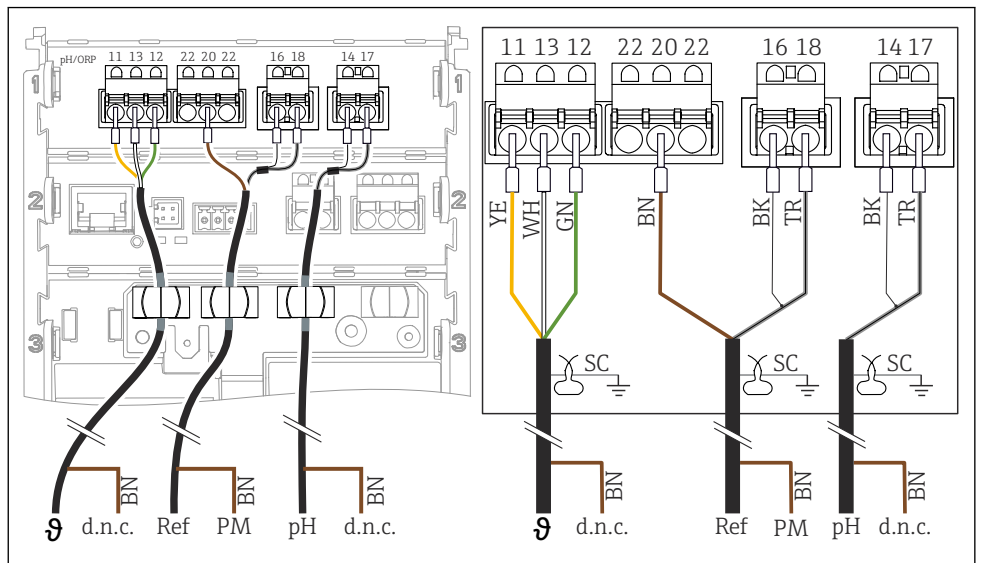 pH/ORP 11 13 12 22 20 22 16 18 14 17
1 1
2 2
3 3
BN BN BN
ϑ d.n.c. Ref PM pH d.n.c.
11 13 12 22 20 22 16 18 14 17
YE WH GN BN BK TR BK TR
SC SC SC
BN BN BN
ϑ d.n.c. Ref PM pH d.n.c.